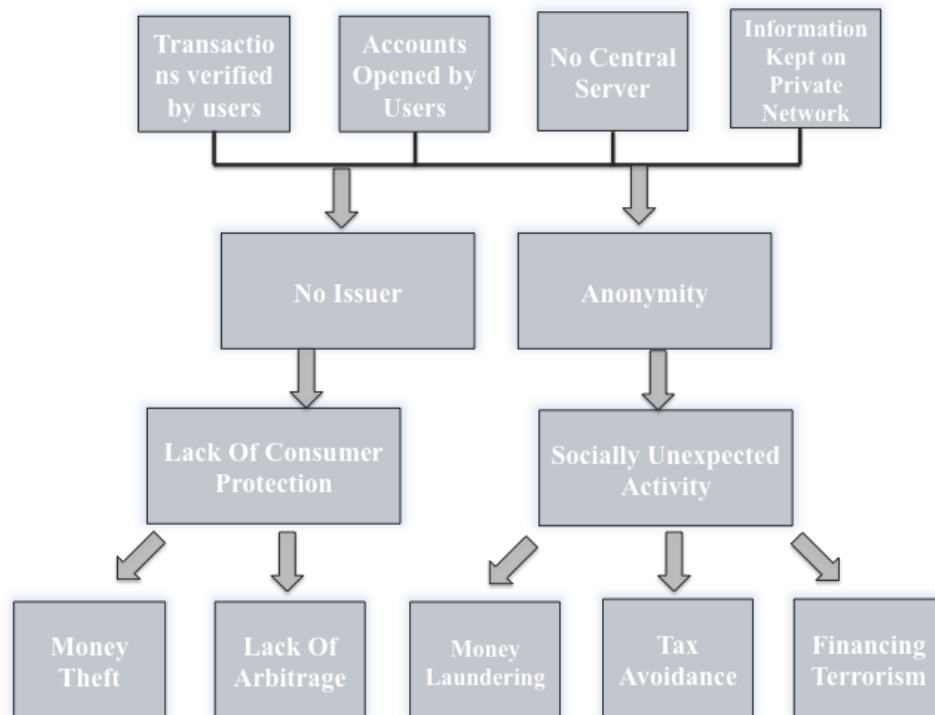 Transactio
ns verified
by users
Accounts
Opened by
Users
No Central
Server
Information
Kept on
Private
Network
No Issuer
Anonymity
Lack Of Consumer
Protection
Socially Unexpected
Activity
Money
Theft
Lack Of
Arbitrage
Money
Laundering
Tax
Avoidance
Financing
Terrorism